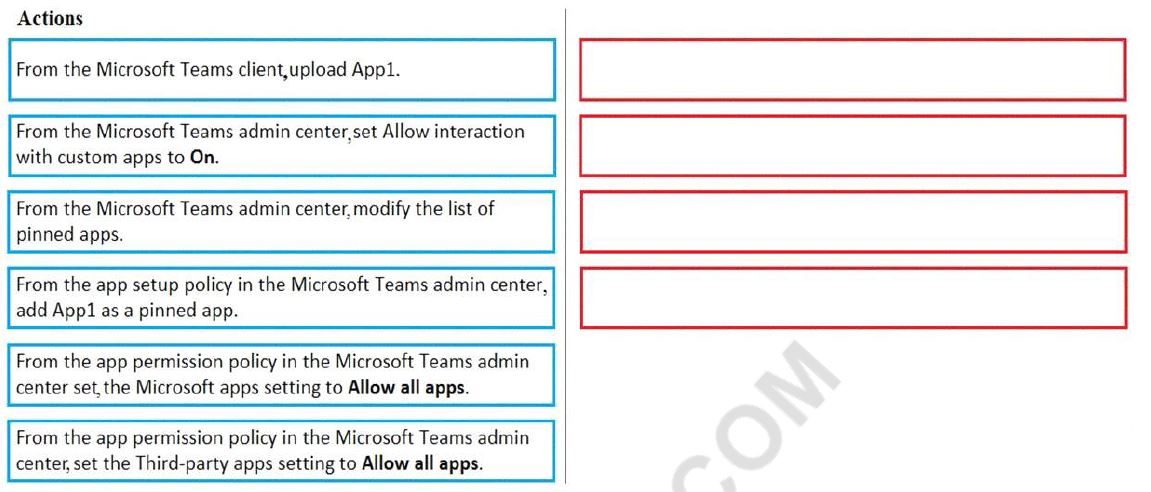 Actions
From the Microsoft Teams client,upload App1.
From the Microsoft Teams admin center,set Allow interaction
with custom apps to On.
From the Microsoft Teams admin center,modify the list of
pinned apps.
From the app setup policy in the Microsoft Teams admin center,
add App1 as a pinned app.
From the app permission policy in the Microsoft Teams admin
center set,the Microsoft apps setting to Allow all apps.
From the app permission policy in the Microsoft Teams admin
center,set the Third-party apps setting to Allow all apps.
.COM